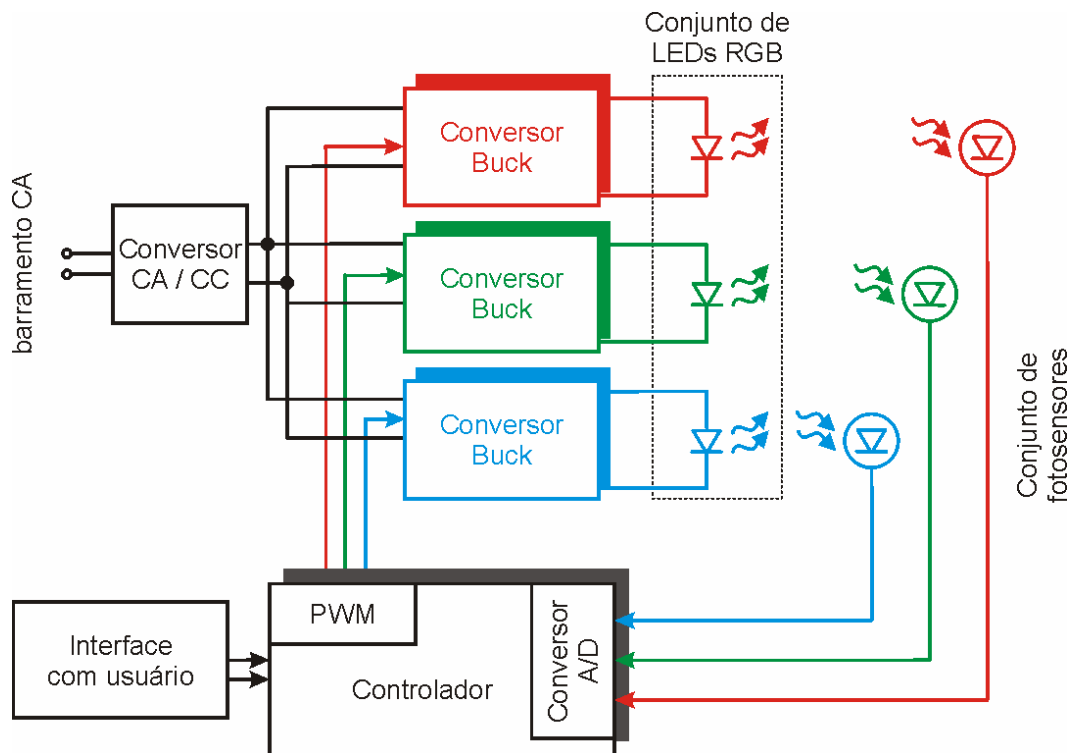 Conjunto de
LEDs RGB
Conversor
Buck
barramento CA
Conversor
CA / CC
Conversor
Buck
Conversor
Buck
Conjunto de
fotosensores
PWM
Conversor
A/D
Interface
com usuário
Controlador